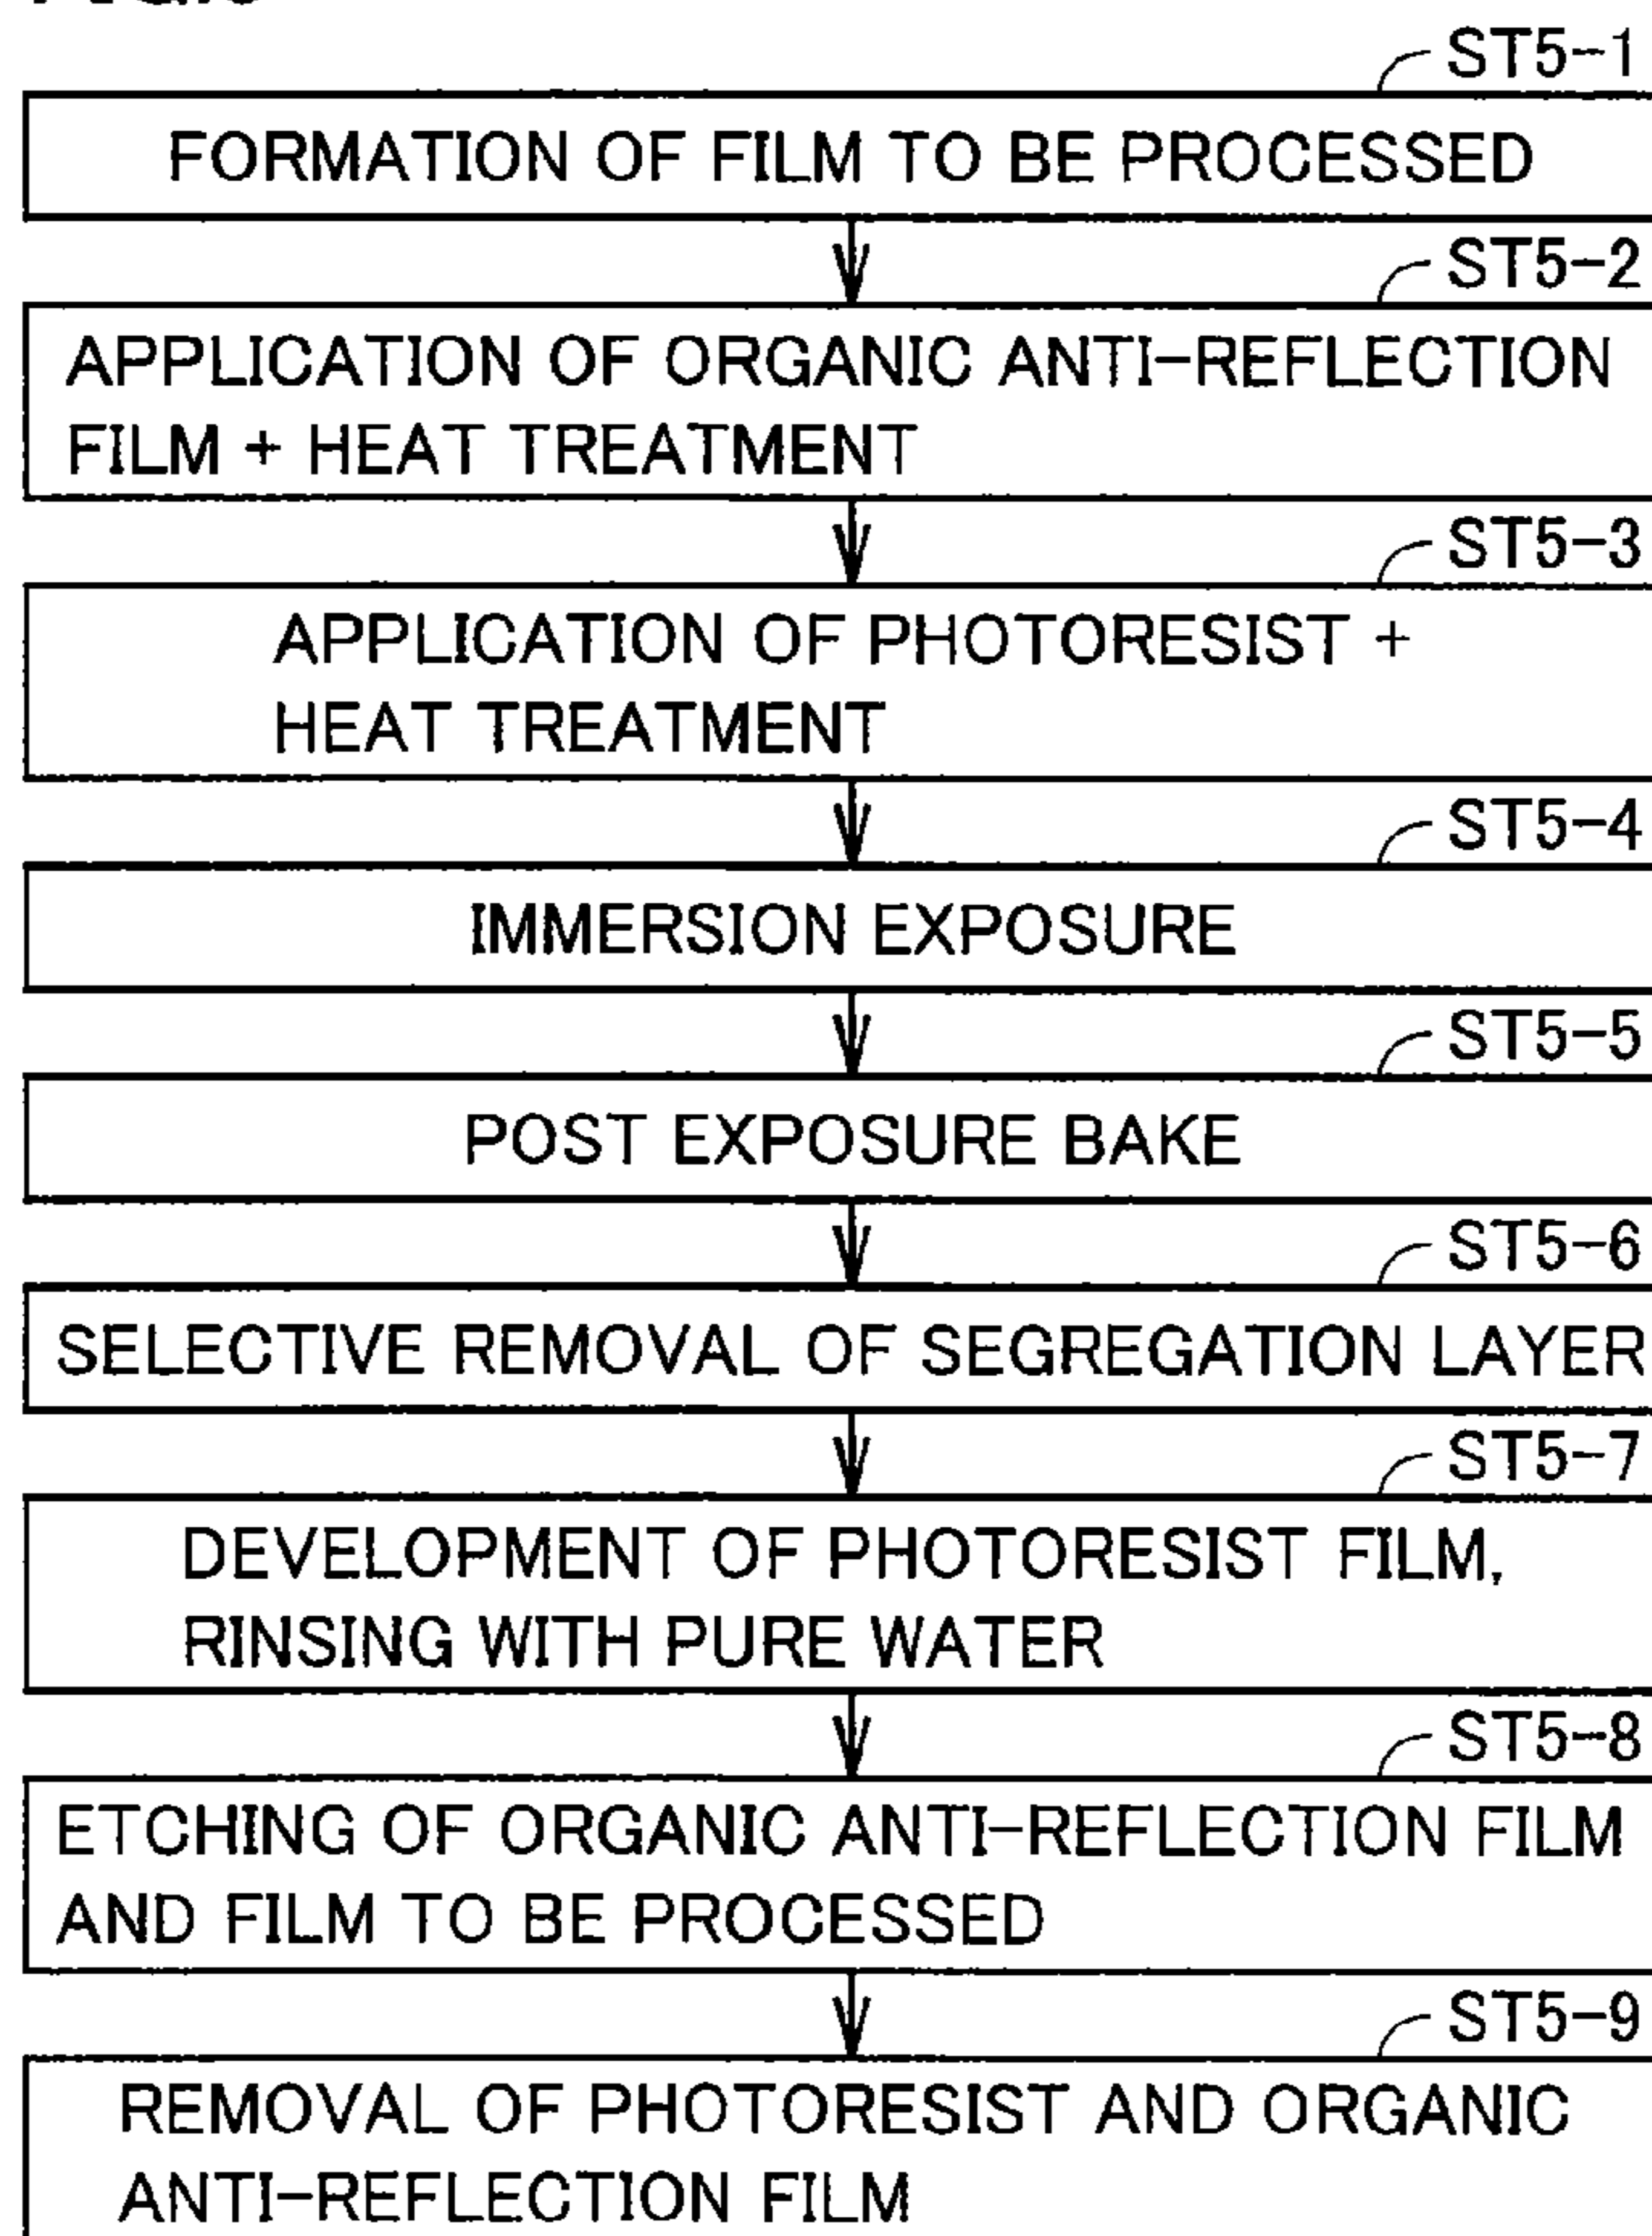 ST5-1
FORMATION OF FILM TO BE PROCESSED
ST5-2
APPLICATION OF ORGANIC ANTI-REFLECTION
FILM + HEAT TREATMENT
ST5-3
APPLICATION OF PHOTORESIST +
HEAT TREATMENT
ST5-4
IMMERSION EXPOSURE
ST5-5
POST EXPOSURE BAKE
ST5-6
SELECTIVE REMOVAL OF SEGREGATION LAYER
ST5-7
DEVELOPMENT OF PHOTORESIST FILM,
RINSING WITH PURE WATER
ST5-8
ETCHING OF ORGANIC ANTI-REFLECTION FILM
AND FILM TO BE PROCESSED
ST5-9
REMOVAL OF PHOTORESIST AND ORGANIC
ANTI-REFLECTION FILM